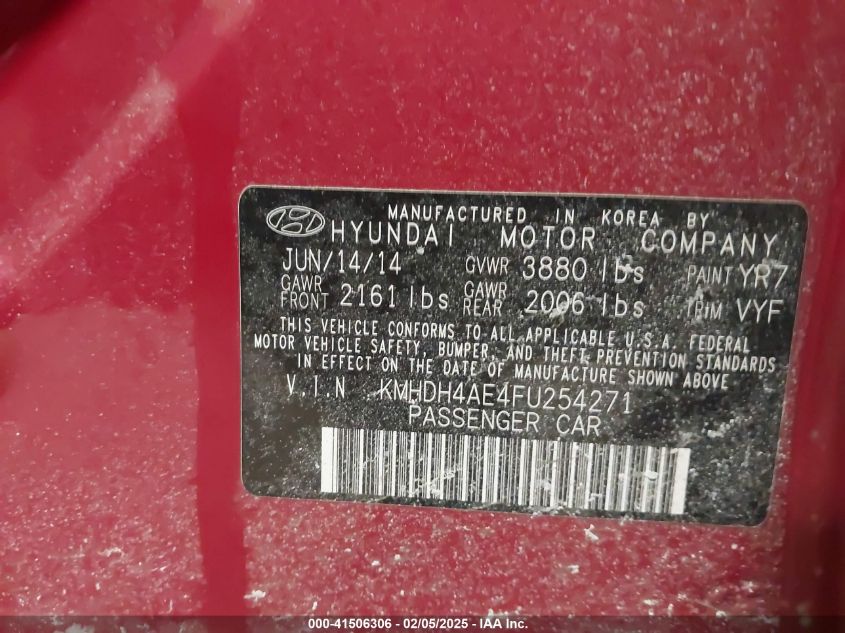 MANUFACTURED IN KOREA BY
HYUNDAI MOTOR COMPANY
JUN/14/14 GVWR 3880 lbs PAINT YR7
GAWR FRONT 2161 lbs GAWR REAR 2006 lbs TRIM VYF
THIS VEHICLE CONFORMS TO ALL APPLICABLE U.S.A. FEDERAL
MOTOR VEHICLE SAFETY, BUMPER, AND THEFT PREVENTION STANDARDS
IN EFFECT ON THE DATE OF MANUFACTURE SHOWN ABOVE
V.I.N KMHDH4AE4FU254271
PASSENGER CAR
000-41506306 - 02/05/2025 - IAA Inc.